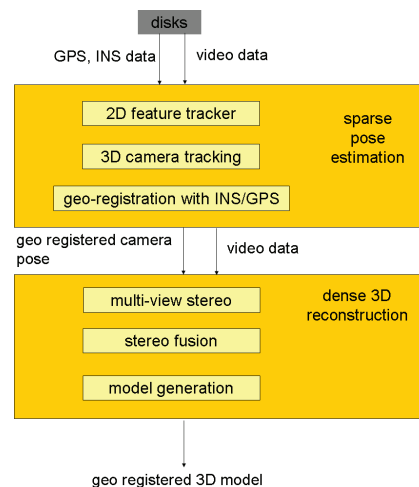 disks
GPS, INS data
video data
2D feature tracker
sparse
pose
estimation
3D camera tracking
geo-registration with INS/GPS
geo registered camera
pose
video data
multi-view stereo
dense 3D
reconstruction
stereo fusion
model generation
geo registered 3D model